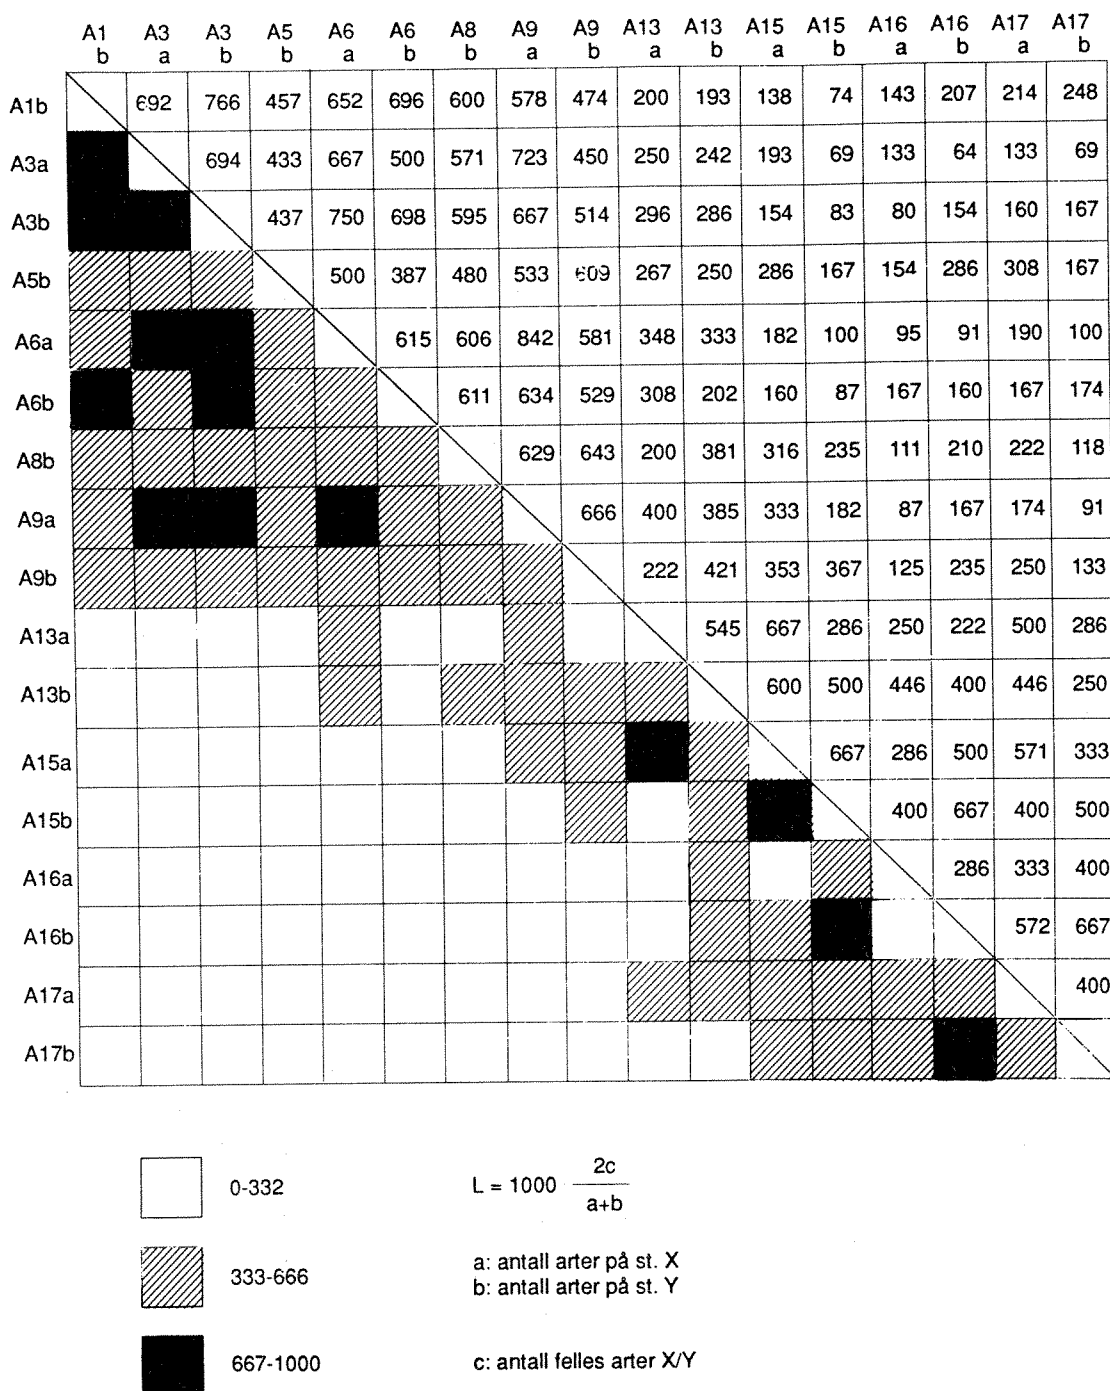 A1 A3 A3 A5 A6 A6 A8 A9 A9 A13 A13 A15 A15 A16 A16 A17 A17
b a b b a b b a b a b a b a b a b
A1b 692 766 457 652 696 600 578 474 200 193 138 74 143 207 214 248
A3a 694 433 667 500 571 723 450 250 242 193 69 133 64 133 69
A3b 437 750 698 595 667 514 296 286 154 83 80 154 160 167
A5b 500 387 480 533 609 267 250 286 167 154 286 308 167
A6a 615 606 842 581 348 333 182 100 95 91 190 100
A6b 611 634 529 308 202 160 87 167 160 167 174
A8b 629 643 200 381 316 235 111 210 222 118
A9a 666 400 385 333 182 87 167 174 91
A9b 222 421 353 367 125 235 250 133
A13a 545 667 286 250 222 500 286
A13b 600 500 446 400 446 250
A15a 667 286 500 571 333
A15b 400 667 400 500
A16a 286 333 400
A16b 572 667
A17a 400
A17b
0-332
L = 1000 2c
a+b
333-666
a: antall arter på st. X
b: antall arter på st. Y
667-1000
c: antall felles arter X/Y